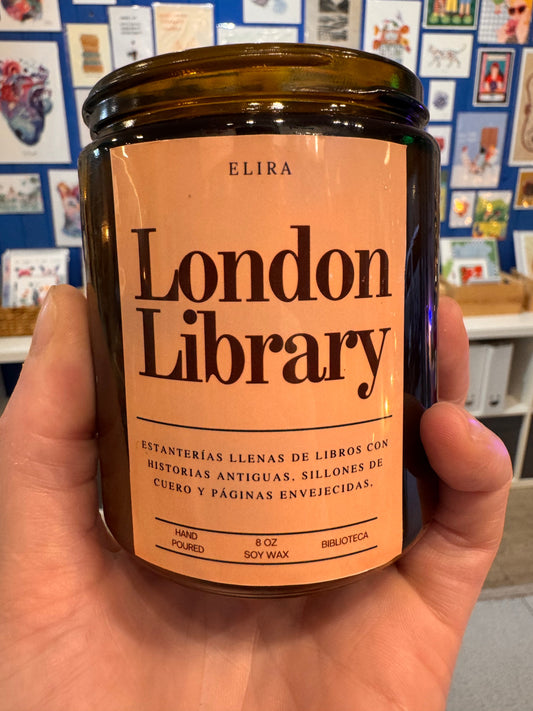 ELIRA
London
Library
ESTANTERÍAS LLENAS DE LIBROS CON
HISTORIAS ANTIGUAS. SILLONES DE
CUERO Y PÁGINAS ENVEJECIDAS.
HAND
POURED
8 OZ
SOY WAX
BIBLIOTECA